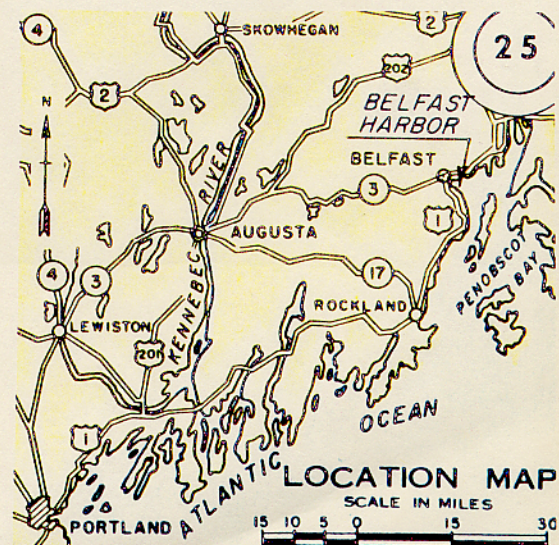 4
SKOWHEGAN
2
25
202
2
BELFAST
HARBOR
N
BELFAST
RIVER
3
1
AUGUSTA
PENOBSCOT
BAY
4
3
17
KENNEBEC
ROCKLAND
LEWISTON
201
OCEAN
1
ATLANTIC
LOCATION MAP
SCALE IN MILES
PORTLAND
15 10 5 0 15 30